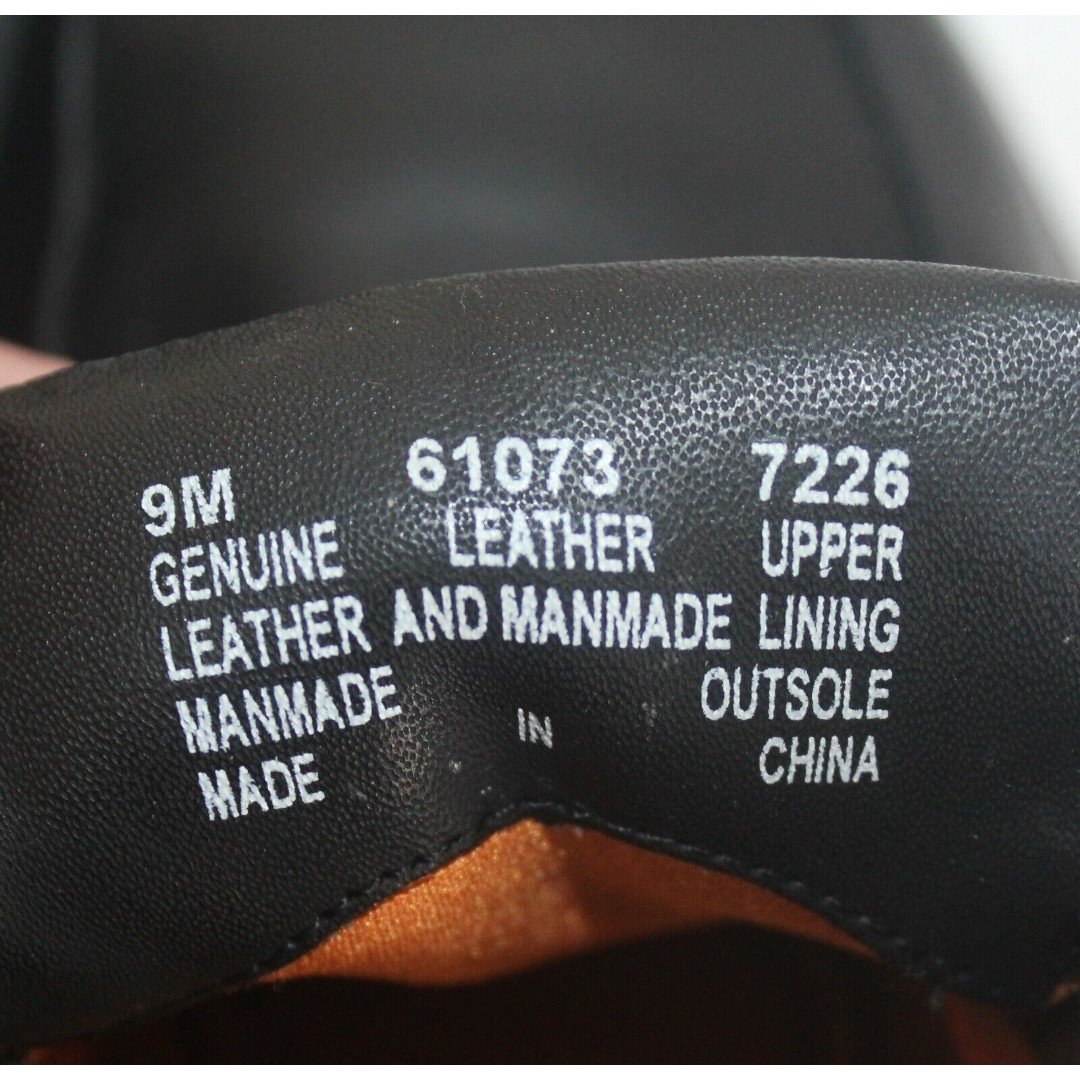 9M 61073 7226
GENUINE LEATHER UPPER
LEATHER AND MANMADE LINING
MANMADE OUTSOLE
MADE IN CHINA